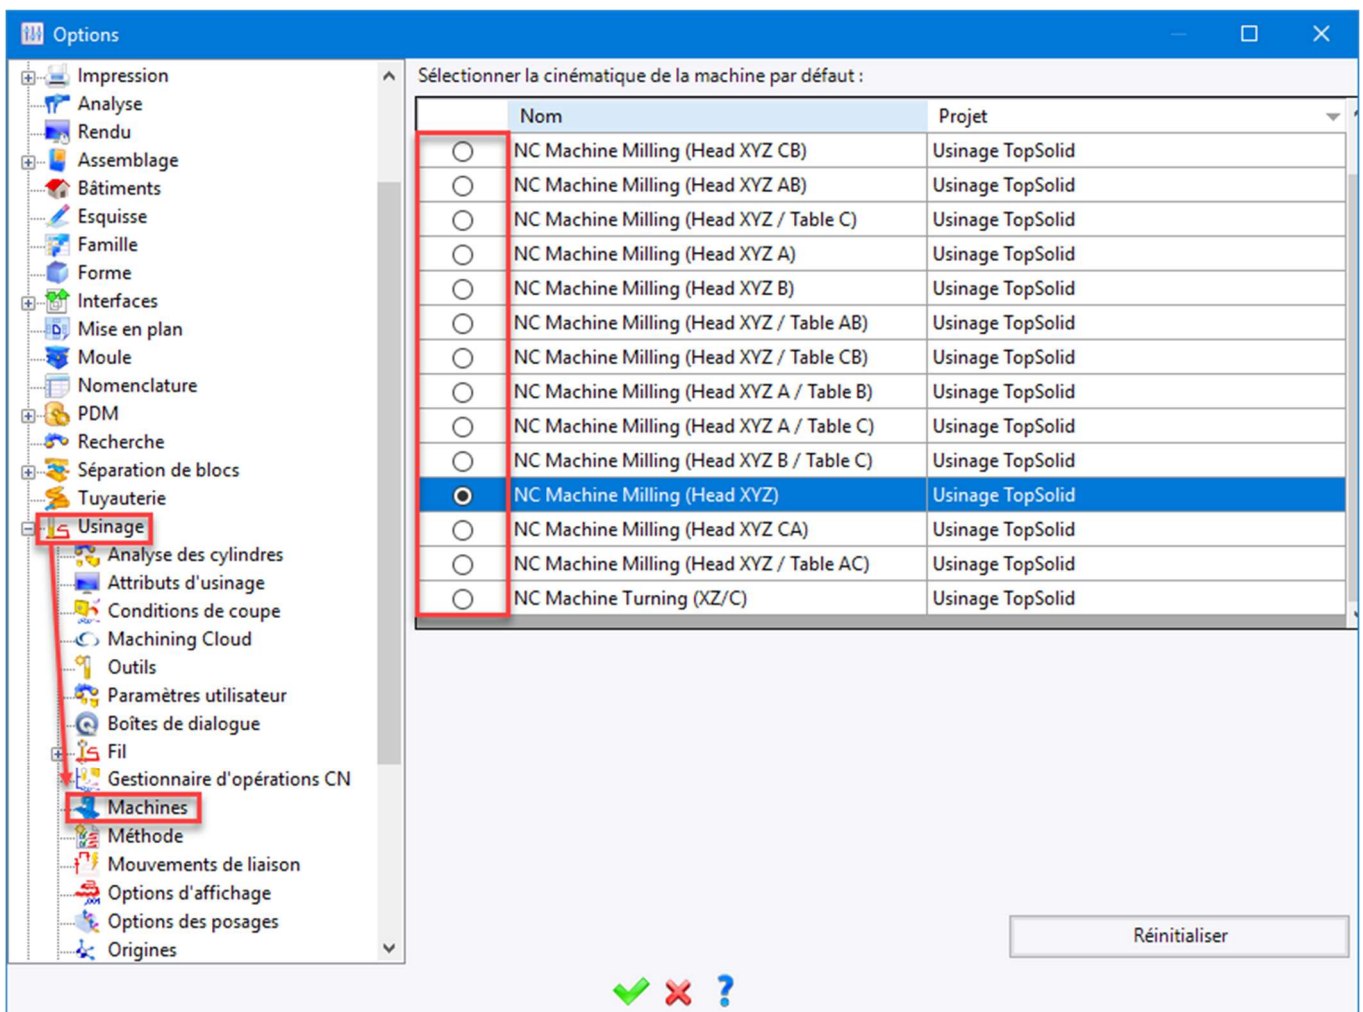 Options
Impression
Analyse
Rendu
Assemblage
Bâtiments
Esquisse
Famille
Forme
Interfaces
Mise en plan
Moule
Nomenclature
PDM
Recherche
Séparation de blocs
Tuyauterie
Usinage
Analyse des cylindres
Attributs d'usinage
Conditions de coupe
Machining Cloud
Outils
Paramètres utilisateur
Boîtes de dialogue
Fil
Gestionnaire d'opérations CN
Machines
Méthode
Mouvements de liaison
Options d'affichage
Options des posages
Origines
Sélectionner la cinématique de la machine par défaut :
Nom Projet
NC Machine Milling (Head XYZ CB) Usinage TopSolid
NC Machine Milling (Head XYZ AB) Usinage TopSolid
NC Machine Milling (Head XYZ / Table C) Usinage TopSolid
NC Machine Milling (Head XYZ A) Usinage TopSolid
NC Machine Milling (Head XYZ B) Usinage TopSolid
NC Machine Milling (Head XYZ / Table AB) Usinage TopSolid
NC Machine Milling (Head XYZ / Table CB) Usinage TopSolid
NC Machine Milling (Head XYZ A / Table B) Usinage TopSolid
NC Machine Milling (Head XYZ A / Table C) Usinage TopSolid
NC Machine Milling (Head XYZ B / Table C) Usinage TopSolid
NC Machine Milling (Head XYZ) Usinage TopSolid
NC Machine Milling (Head XYZ CA) Usinage TopSolid
NC Machine Milling (Head XYZ / Table AC) Usinage TopSolid
NC Machine Turning (XZ/C) Usinage TopSolid
Réinitialiser